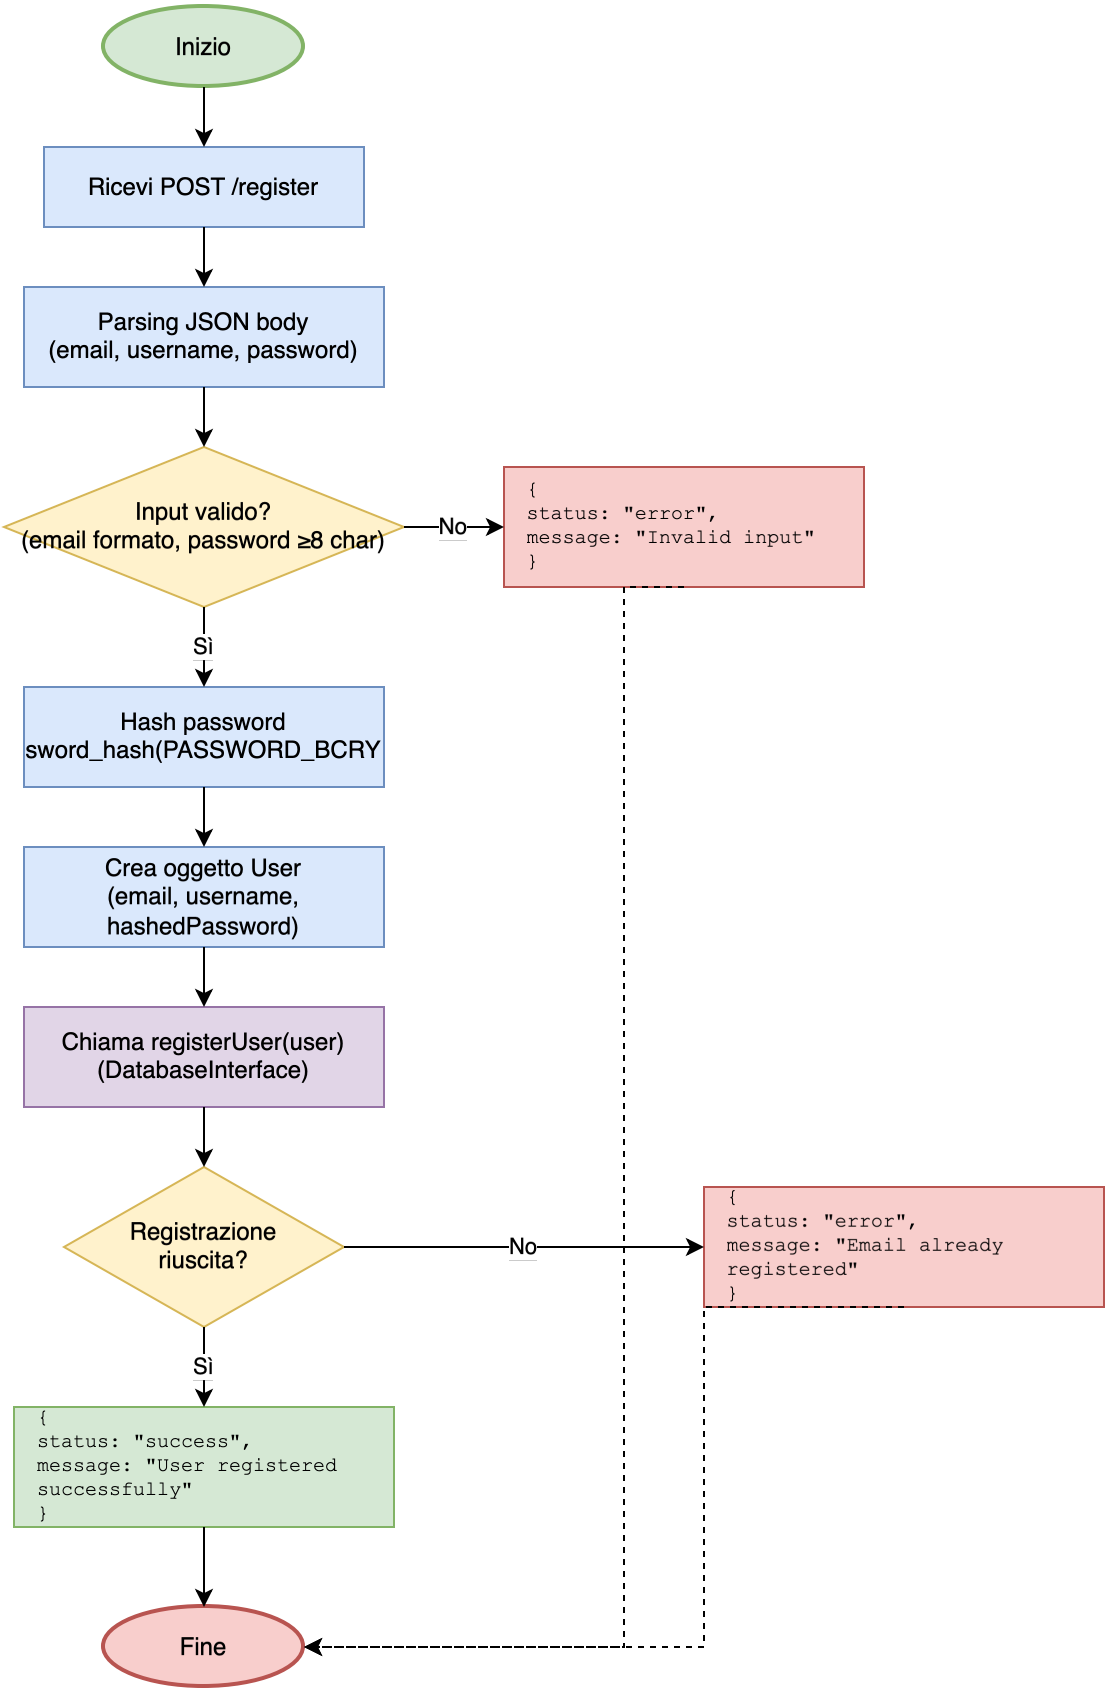 Inizio
Ricevi POST /register
Parsing JSON body
(email, username, password)
Input valido?
(email formato, password ≥8 char)
No
{
status: "error",
message: "Invalid input"
}
Sì
Hash password
sword_hash(PASSWORD_BCRY
Crea oggetto User
(email, username,
hashedPassword)
Chiama registerUser(user)
(DatabaseInterface)
Registrazione
riuscita?
No
{
status: "error",
message: "Email already
registered"
}
Sì
{
status: "success",
message: "User registered
successfully"
}
Fine